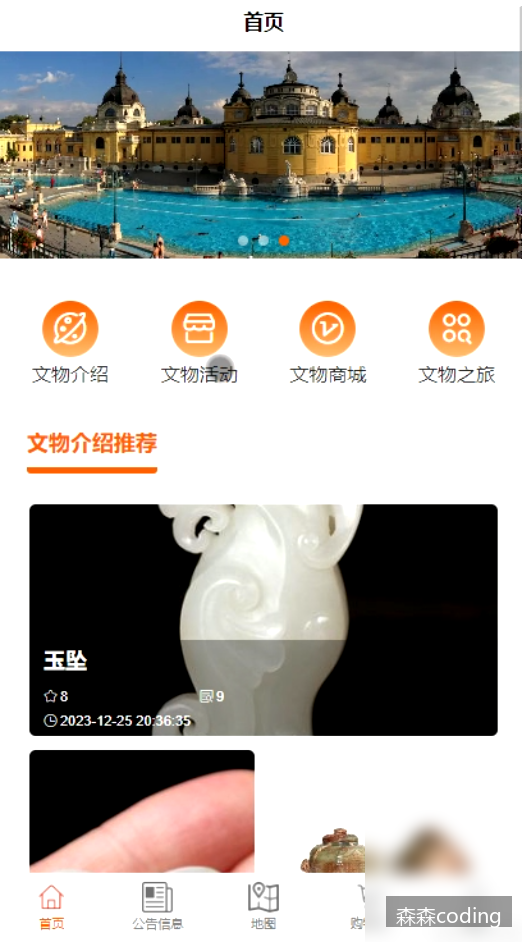 首页
文物介绍
文物活动
文物商城
文物之旅
文物介绍推荐
玉坠
8
9
2023-12-25 20:36:35
首页
公告信息
地图
购
森森coding